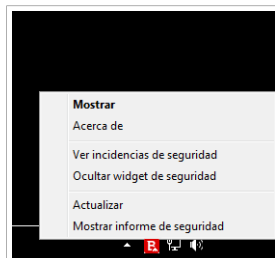 Mostrar
Acerca de
Ver incidencias de seguridad
Ocultar widget de seguridad
Actualizar
Mostrar informe de seguridad
B